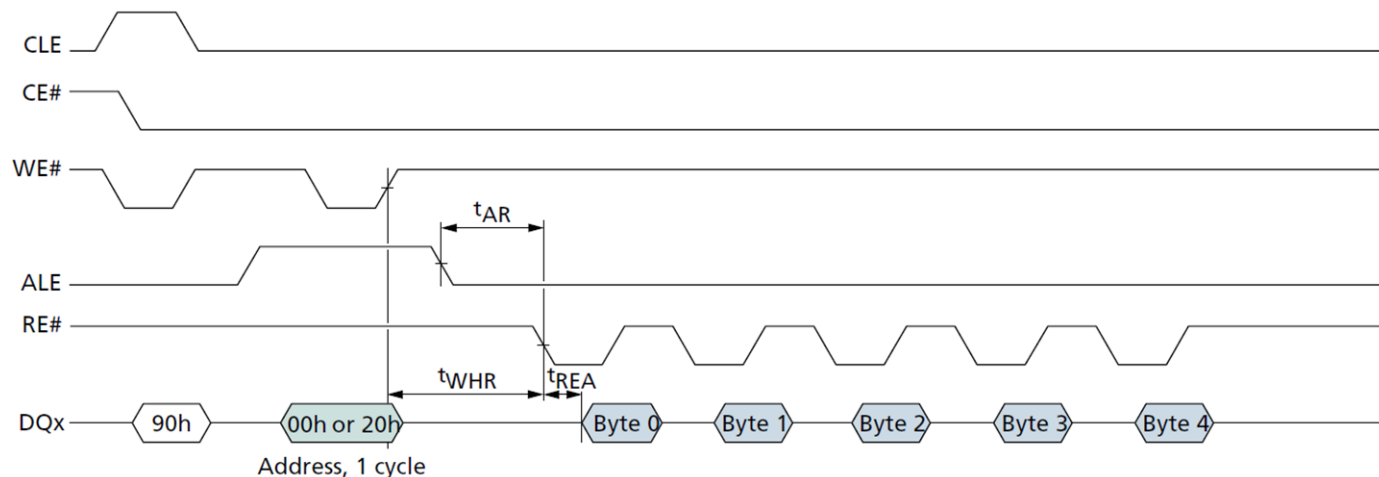 CLE
CE#
WE#
tAR
ALE
RE#
tWHR tREA
DQx 90h 00h or 20h Byte 0 Byte 1 Byte 2 Byte 3 Byte 4
Address, 1 cycle